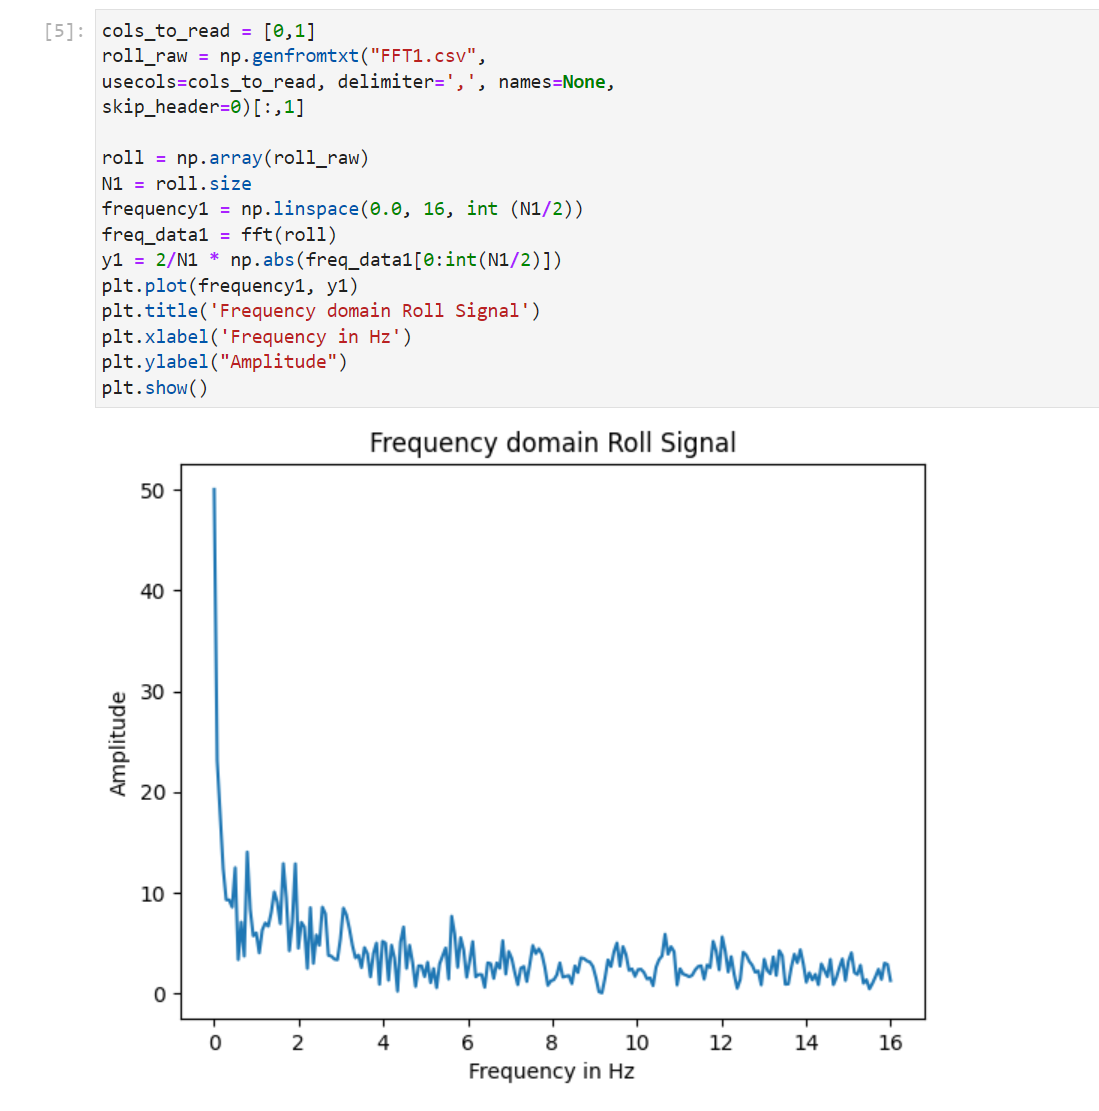 [5]:
cols_to_read = [0,1]
roll_raw = np.genfromtxt("FFT1.csv",
usecols=cols_to_read, delimiter=',', names=None,
skip_header=0)[:,1]
roll = np.array(roll_raw)
N1 = roll.size
frequency1 = np.linspace(0.0, 16, int (N1/2))
freq_data1 = fft(roll)
y1 = 2/N1 * np.abs(freq_data1[0:int(N1/2)])
plt.plot(frequency1, y1)
plt.title('Frequency domain Roll Signal')
plt.xlabel('Frequency in Hz')
plt.ylabel("Amplitude")
plt.show()
Frequency domain Roll Signal
50
40
30
20
10
0
Amplitude
0 2 4 6 8 10 12 14 16
Frequency in Hz